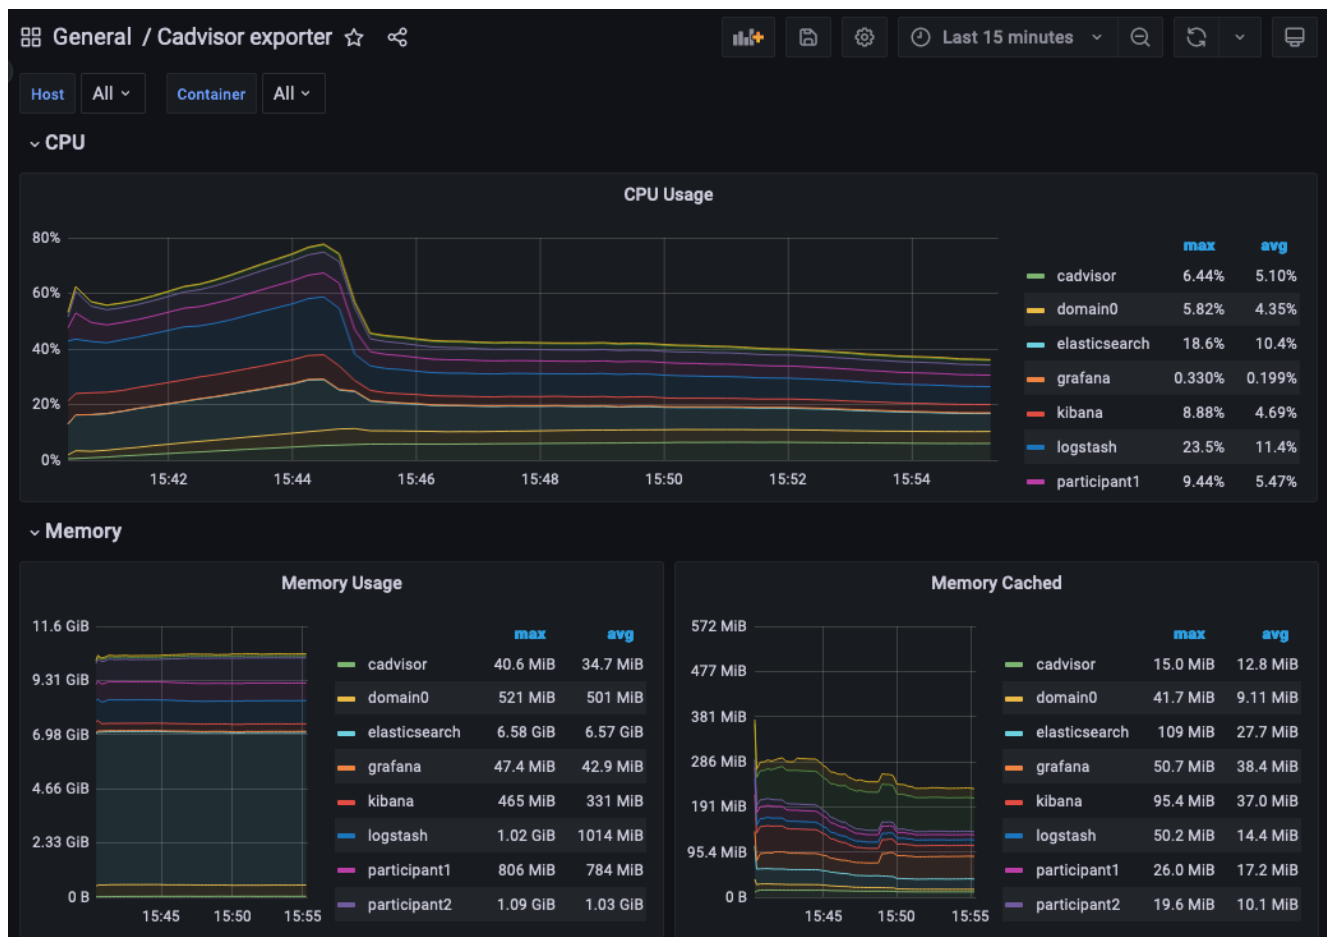 General / Cadvisor exporter
Last 15 minutes
Host All Container All
CPU
CPU Usage
80%
60%
40%
20%
0%
15:42 15:44 15:46 15:48 15:50 15:52 15:54
max avg
cadvisor 6.44% 5.10%
domain0 5.82% 4.35%
elasticsearch 18.6% 10.4%
grafana 0.330% 0.199%
kibana 8.88% 4.69%
logstash 23.5% 11.4%
participant1 9.44% 5.47%
Memory
Memory Usage
11.6 GiB
9.31 GiB
6.98 GiB
4.66 GiB
2.33 GiB
0 B
15:45 15:50 15:55
max avg
cadvisor 40.6 MiB 34.7 MiB
domain0 521 MiB 501 MiB
elasticsearch 6.58 GiB 6.57 GiB
grafana 47.4 MiB 42.9 MiB
kibana 465 MiB 331 MiB
logstash 1.02 GiB 1014 MiB
participant1 806 MiB 784 MiB
participant2 1.09 GiB 1.03 GiB
Memory Cached
572 MiB
477 MiB
381 MiB
286 MiB
191 MiB
95.4 MiB
0 B
15:45 15:50 15:55
max avg
cadvisor 15.0 MiB 12.8 MiB
domain0 41.7 MiB 9.11 MiB
elasticsearch 109 MiB 27.7 MiB
grafana 50.7 MiB 38.4 MiB
kibana 95.4 MiB 37.0 MiB
logstash 50.2 MiB 14.4 MiB
participant1 26.0 MiB 17.2 MiB
participant2 19.6 MiB 10.1 MiB